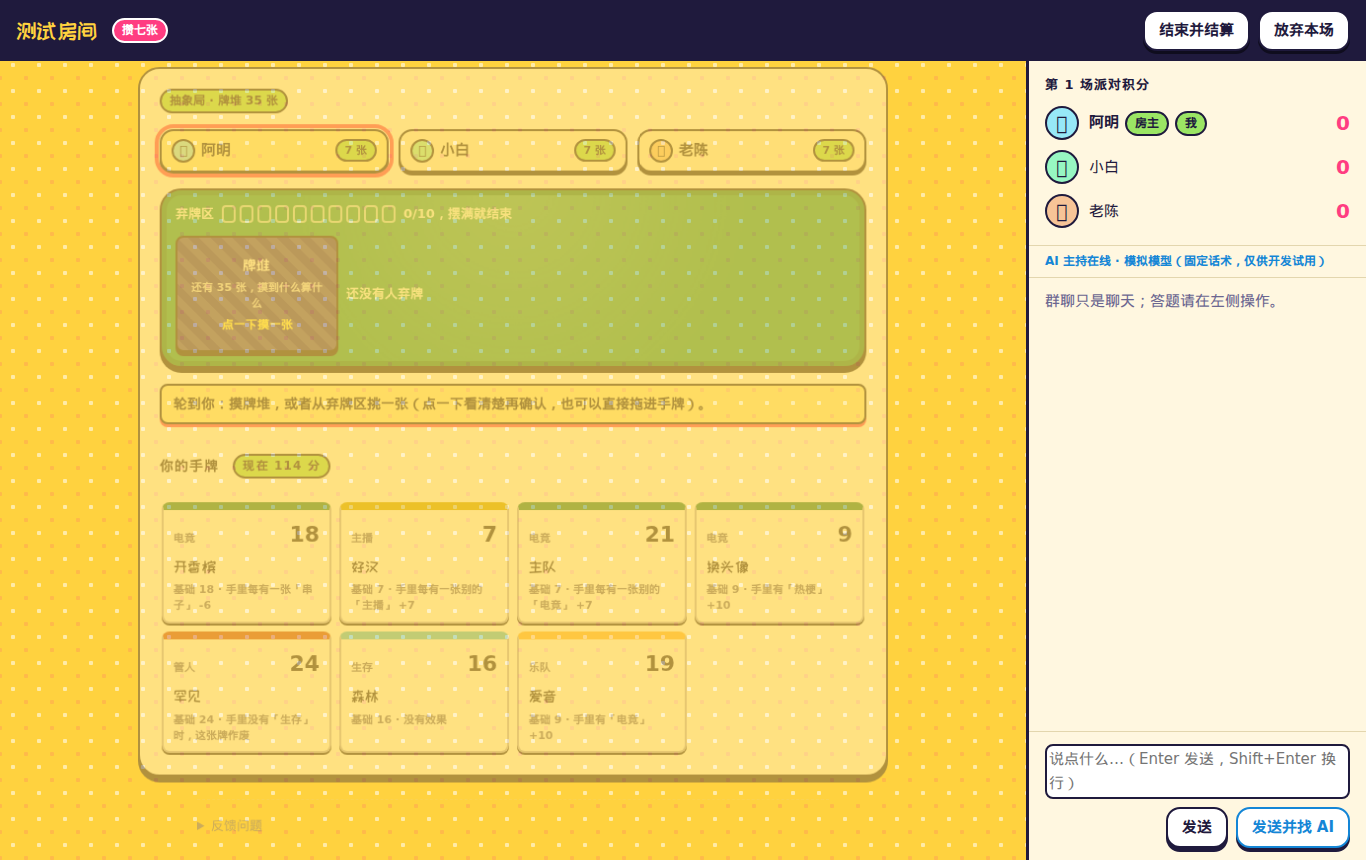 测试房间 攒七张 结束并结算 放弃本场
抽象局 · 牌堆 35 张
阿明 7 张 小白 7 张 老陈 7 张
弃牌区 0/10，摆满就结束
牌堆
还有 35 张，摸到什么算什
么
点一下摸一张
还没有人弃牌
轮到你：摸牌堆，或者从弃牌区挑一张（点一下看清楚再确认，也可以直接拖进手牌）。
你的手牌 现在 114 分
电竞 18
开香槟
基础 18 · 手里每有一张「串
子」 -6
主播 7
好汉
基础 7 · 手里每有一张别的
「主播」 +7
电竞 21
主队
基础 7 · 手里每有一张别的
「电竞」 +7
电竞 9
换头像
基础 9 · 手里有「热梗」
+10
24
罕见
基础 24 · 手里没有「生存」
时，这张牌作废
生存 16
森林
基础 16 · 没有效果
乐队 19
爱音
基础 9 · 手里有「电竞」
+10
▶ 反馈问题
第 1 场派对积分
阿明 房主 我 0
小白 0
老陈 0
AI 主持在线 · 模拟模型（固定话术，仅供开发试用）
群聊只是聊天；答题请在左侧操作。
说点什么…（Enter 发送，Shift+Enter 换
行）
发送 发送并找 AI